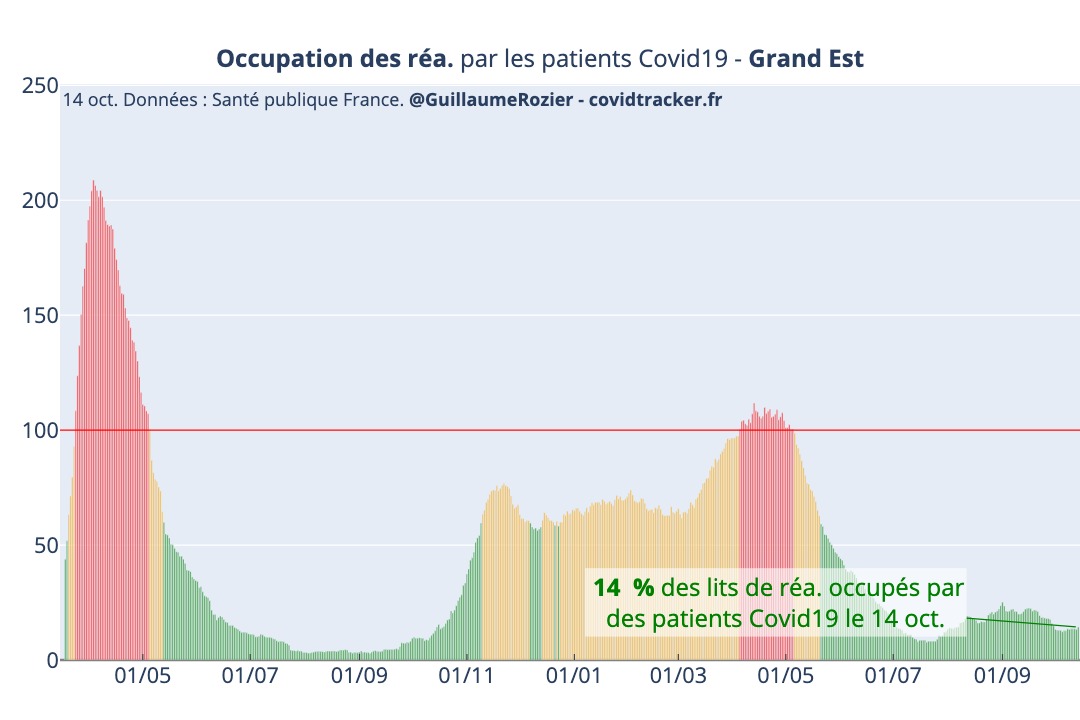 Occupation des réa. par les patients Covid19 - Grand Est
14 oct. Données : Santé publique France. @GuillaumeRozier - covidtracker.fr
250
200
150
100
50
0
14 % des lits de réa. occupés par
des patients Covid19 le 14 oct.
01/05 01/07 01/09 01/11 01/01 01/03 01/05 01/07 01/09